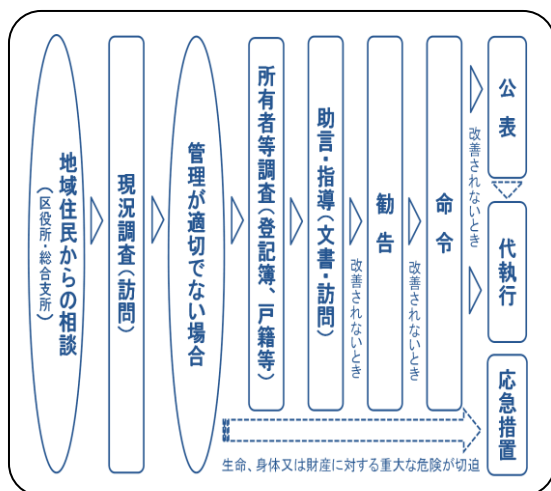 地域住民からの相談
（区役所・総合支所）
現況調査（訪問）
管理が適切でない場合
所有者等調査（登記簿、戸籍等）
助言・指導（文書・訪問）
改善されないとき
勧告
改善されないとき
命令
改善されないとき
公表
代執行
応急措置
生命、身体又は財産に対する重大な危険が切迫